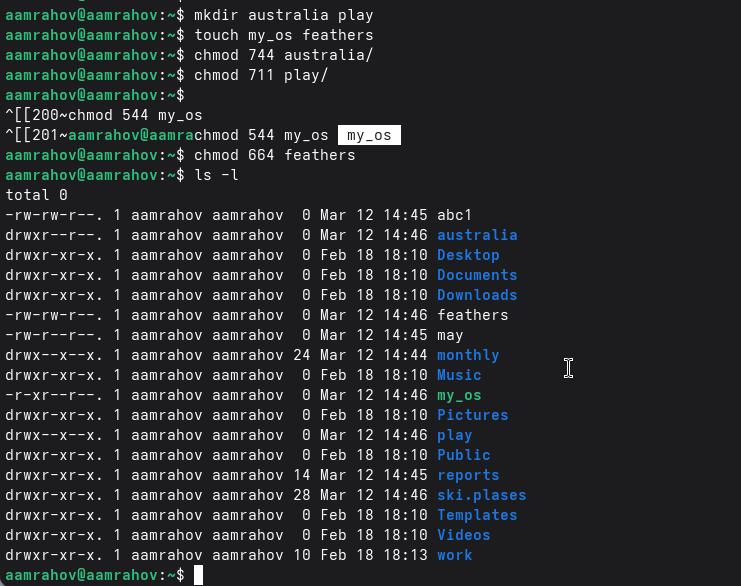 aamrahov@aamrahov:~$ mkdir australia play
aamrahov@aamrahov:~$ touch my_os feathers
aamrahov@aamrahov:~$ chmod 744 australia/
aamrahov@aamrahov:~$ chmod 711 play/
aamrahov@aamrahov:~$
^[[200~chmod 544 my_os
^[[201~aamrahov@aamrachmod 544 my_os my_os
aamrahov@aamrahov:~$ chmod 664 feathers
aamrahov@aamrahov:~$ ls -l
total 0
-rw-rw-r--. 1 aamrahov aamrahov  0 Mar 12 14:45 abc1
drwxr--r--. 1 aamrahov aamrahov  0 Mar 12 14:46 australia
drwxr-xr-x. 1 aamrahov aamrahov  0 Feb 18 18:10 Desktop
drwxr-xr-x. 1 aamrahov aamrahov  0 Feb 18 18:10 Documents
drwxr-xr-x. 1 aamrahov aamrahov  0 Feb 18 18:10 Downloads
-rw-rw-r--. 1 aamrahov aamrahov  0 Mar 12 14:46 feathers
-rw-r--r--. 1 aamrahov aamrahov  0 Mar 12 14:45 may
drwx--x--x. 1 aamrahov aamrahov 24 Mar 12 14:44 monthly
drwxr-xr-x. 1 aamrahov aamrahov  0 Feb 18 18:10 Music
-r-xr--r--. 1 aamrahov aamrahov  0 Mar 12 14:46 my_os
drwxr-xr-x. 1 aamrahov aamrahov  0 Feb 18 18:10 Pictures
drwx--x--x. 1 aamrahov aamrahov  0 Mar 12 14:46 play
drwxr-xr-x. 1 aamrahov aamrahov  0 Feb 18 18:10 Public
drwxr-xr-x. 1 aamrahov aamrahov 14 Mar 12 14:45 reports
drwxr-xr-x. 1 aamrahov aamrahov 28 Mar 12 14:46 ski.plases
drwxr-xr-x. 1 aamrahov aamrahov  0 Feb 18 18:10 Templates
drwxr-xr-x. 1 aamrahov aamrahov  0 Feb 18 18:10 Videos
drwxr-xr-x. 1 aamrahov aamrahov 10 Feb 18 18:13 work
aamrahov@aamrahov:~$